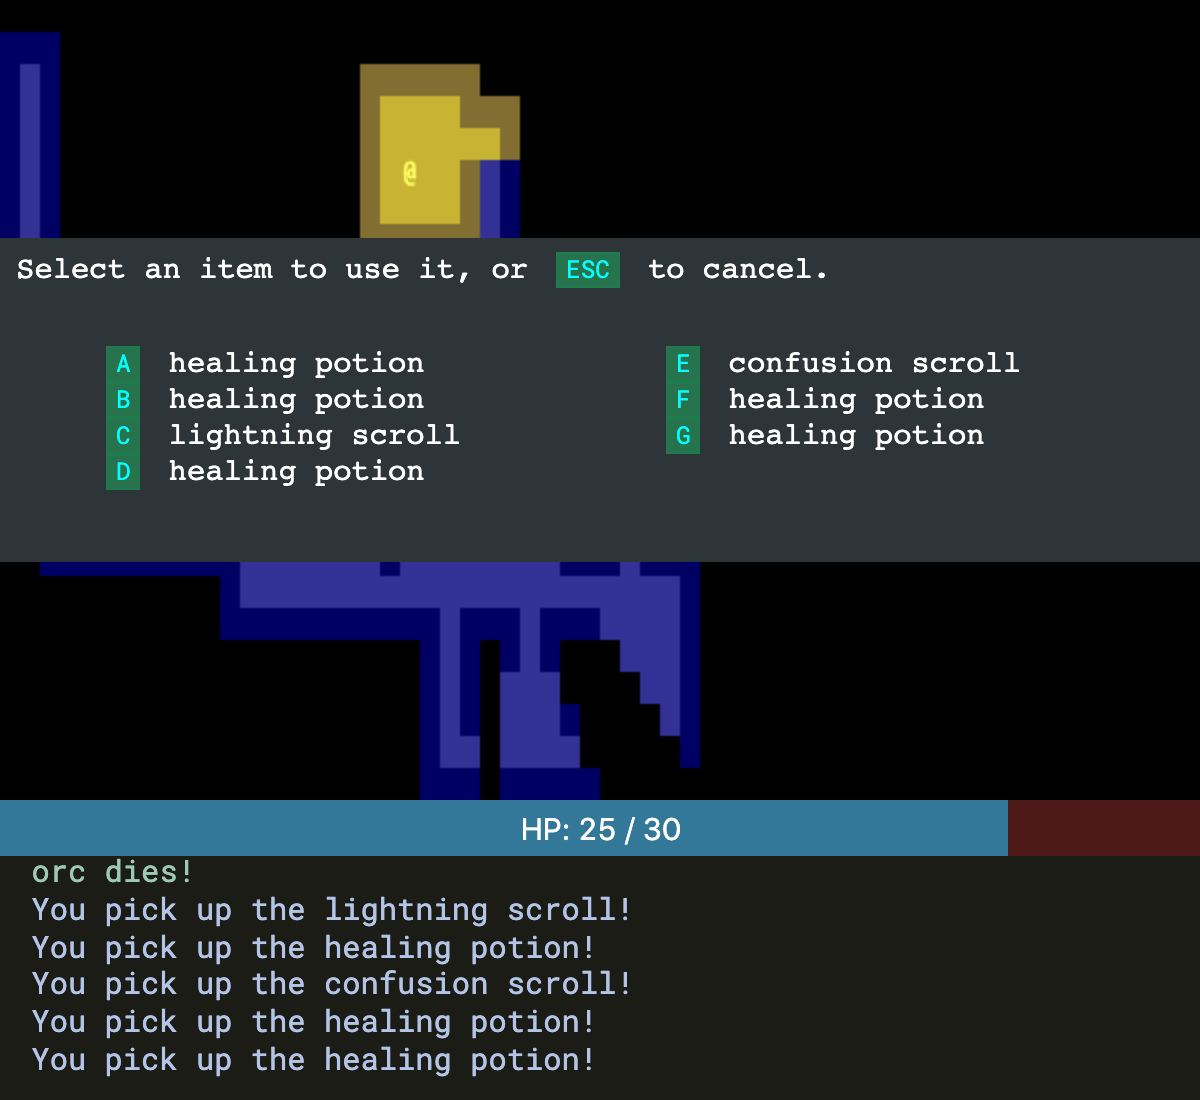 @
Select an item to use it, or ESC to cancel.
A healing potion
B healing potion
C lightning scroll
D healing potion
E confusion scroll
F healing potion
G healing potion
HP: 25 / 30
orc dies!
You pick up the lightning scroll!
You pick up the healing potion!
You pick up the confusion scroll!
You pick up the healing potion!
You pick up the healing potion!